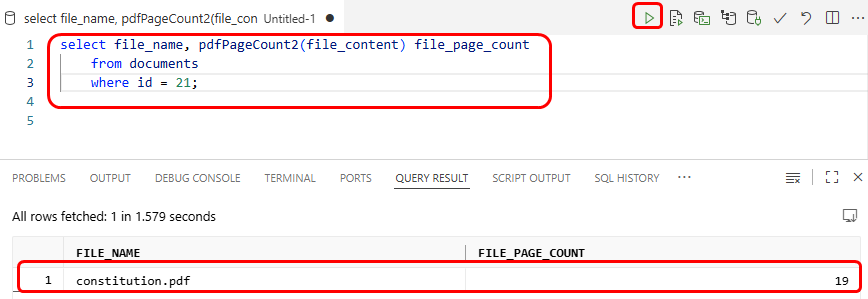 select file_name, pdfPageCount2(file_con Untitled-1
1 select file_name, pdfPageCount2(file_content) file_page_count
2 from documents
3 where id = 21;
4
5
PROBLEMS OUTPUT DEBUG CONSOLE TERMINAL PORTS QUERY RESULT SCRIPT OUTPUT SQL HISTORY ...
All rows fetched: 1 in 1.579 seconds
FILE_NAME FILE_PAGE_COUNT
1 constitution.pdf 19